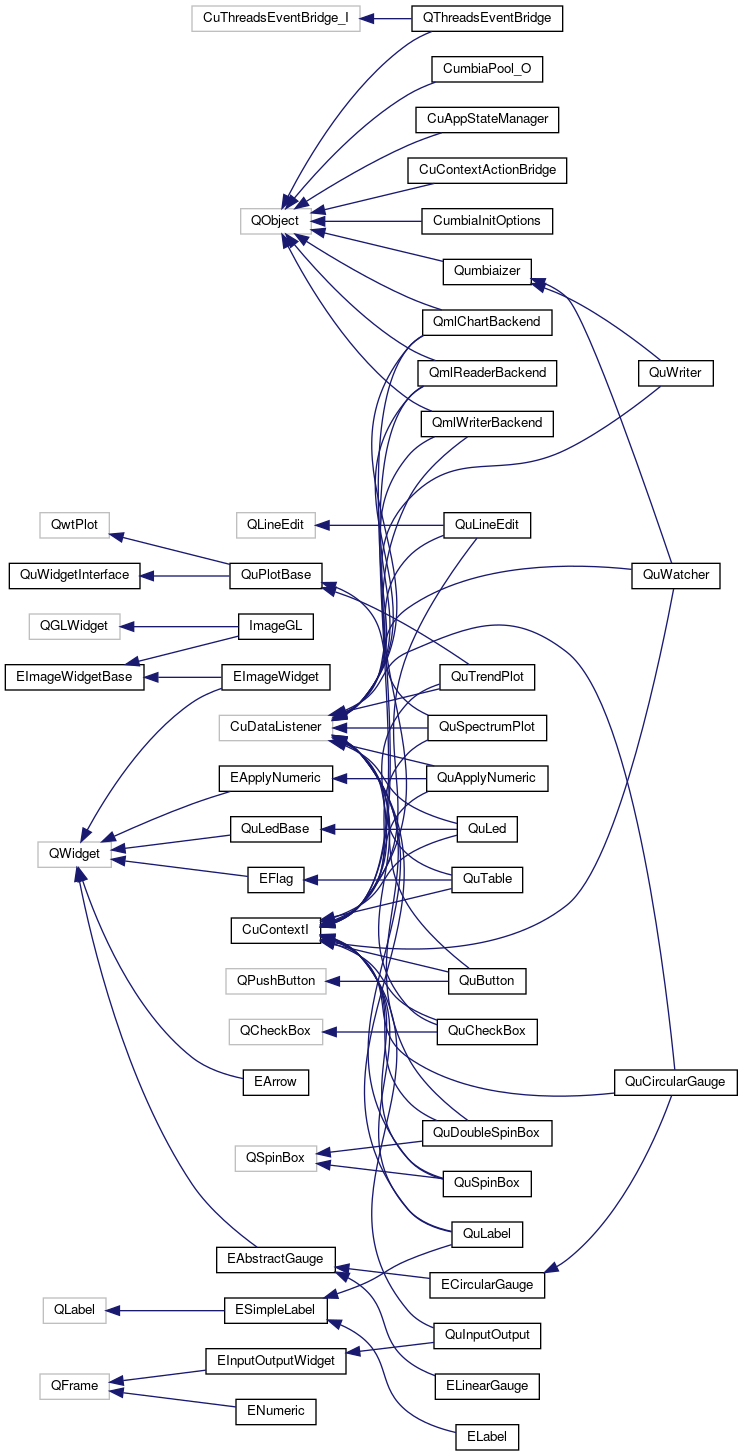 CuThreadsEventBridge_I
QThreadsEventBridge
CumbiaPool_O
CuAppStateManager
CuContextActionBridge
QObject
CumbiaInitOptions
Qumbiaizer
QmlChartBackend
QmlReaderBackend
QuWriter
QmlWriterBackend
QwtPlot
QLineEdit
QuLineEdit
QuWidgetInterface
QuPlotBase
QuWatcher
QGLWidget
ImageGL
EImageWidgetBase
EImageWidget
QuTrendPlot
CuDataListener
QuSpectrumPlot
EApplyNumeric
QuApplyNumeric
QuLedBase
QuLed
QWidget
EFlag
QuTable
CuContextI
QPushButton
QuButton
QCheckBox
QuCheckBox
EArrow
QuCircularGauge
QuDoubleSpinBox
QSpinBox
QuSpinBox
QuLabel
EAbstractGauge
ECircularGauge
QLabel
ESimpleLabel
QuInputOutput
EInputOutputWidget
QFrame
ELinearGauge
ENumeric
ELabel